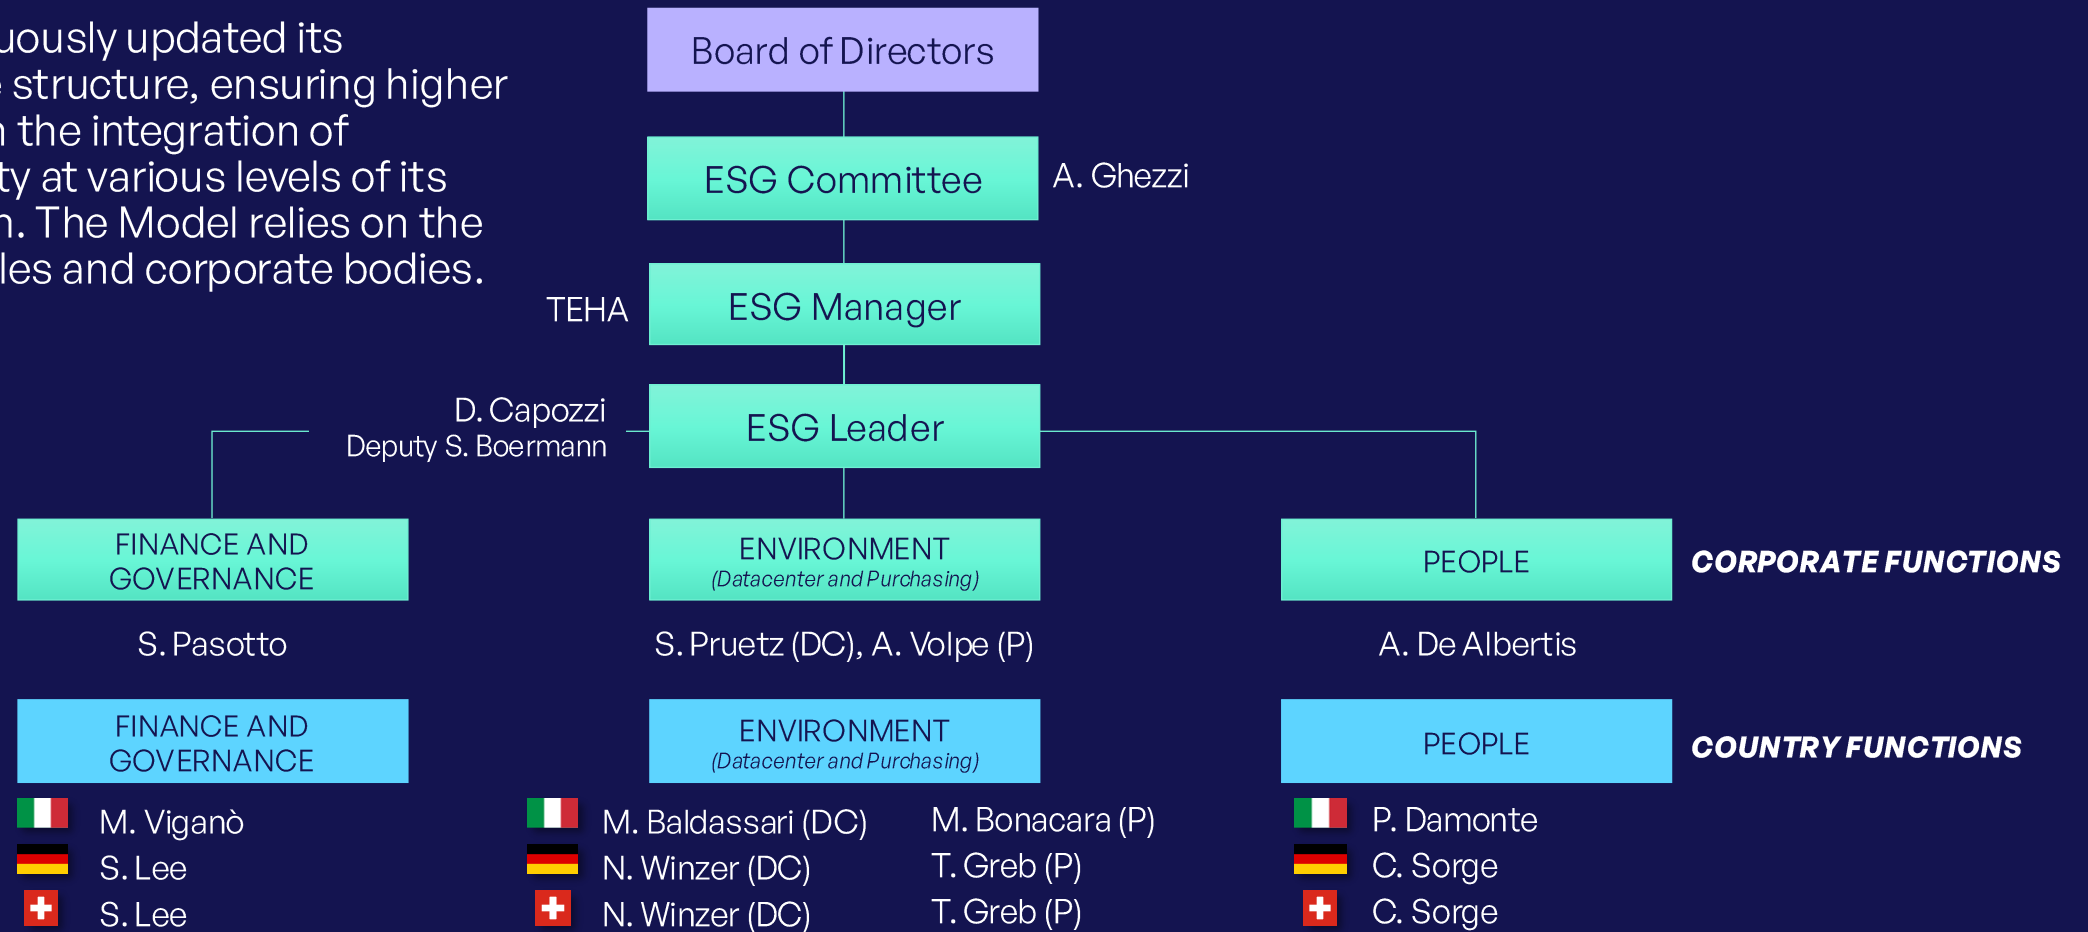 uously updated its
structure, ensuring higher
the integration of
ty at various levels of its
n. The Model relies on the
les and corporate bodies.
Board of Directors
ESG Committee
A. Ghezzi
TEHA
ESG Manager
D. Capozzi
Deputy S. Boermann
ESG Leader
FINANCE AND
GOVERNANCE
ENVIRONMENT
(Datacenter and Purchasing)
PEOPLE
CORPORATE FUNCTIONS
S. Pasotto
S. Pruetz (DC), A. Volpe (P)
A. De Albertis
FINANCE AND
GOVERNANCE
ENVIRONMENT
(Datacenter and Purchasing)
PEOPLE
COUNTRY FUNCTIONS
M. Viganò
S. Lee
S. Lee
M. Baldassari (DC)
N. Winzer (DC)
N. Winzer (DC)
M. Bonacara (P)
T. Greb (P)
T. Greb (P)
P. Damonte
C. Sorge
C. Sorge